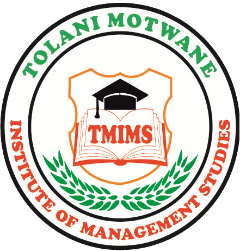 TOLANI MOTWANE
TMIMS
INSTITUTE OF MANAGEMENT STUDIES